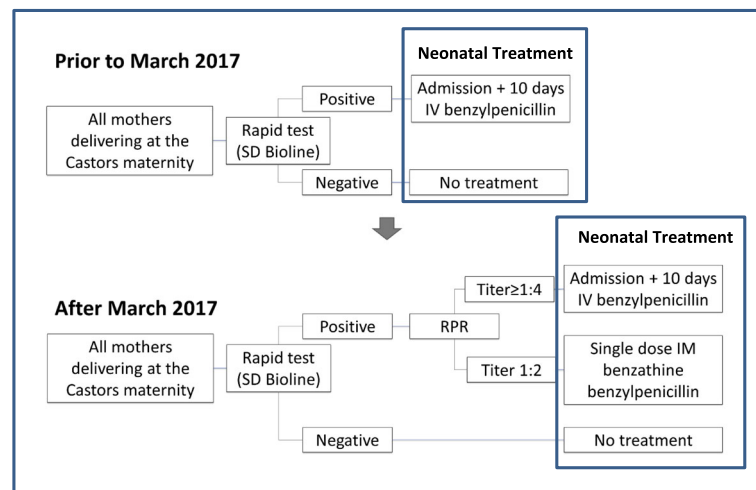 Prior to March 2017
Neonatal Treatment
All mothers
delivering at the
Castors maternity
Rapid test
(SD Bioline)
Positive
Admission + 10 days
IV benzylpenicillin
Negative
No treatment
After March 2017
Neonatal Treatment
All mothers
delivering at the
Castors maternity
Rapid test
(SD Bioline)
Positive
RPR
Titer≥1:4
Admission + 10 days
IV benzylpenicillin
Titer 1:2
Single dose IM
benzathine
benzylpenicillin
Negative
No treatment